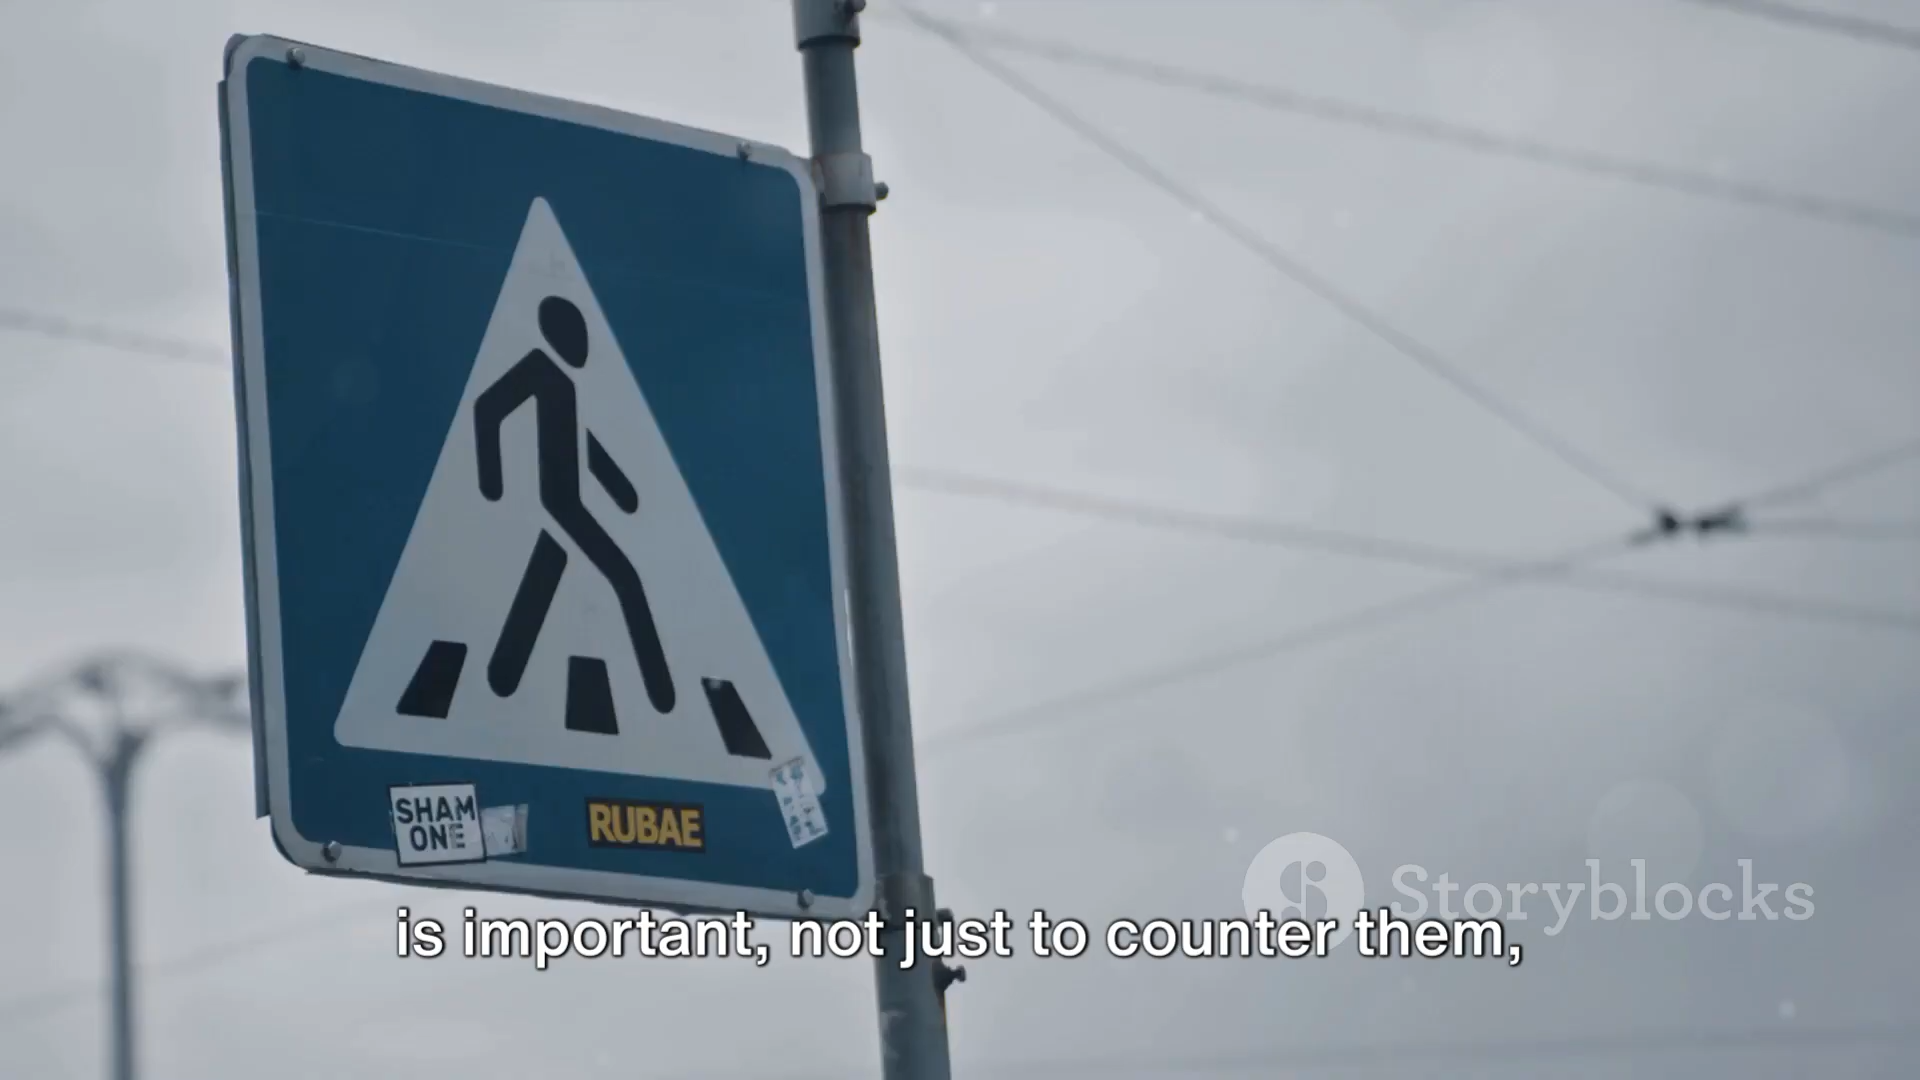 SHAM
ONE
RUBAE
Storyblocks
is important, not just to counter them,